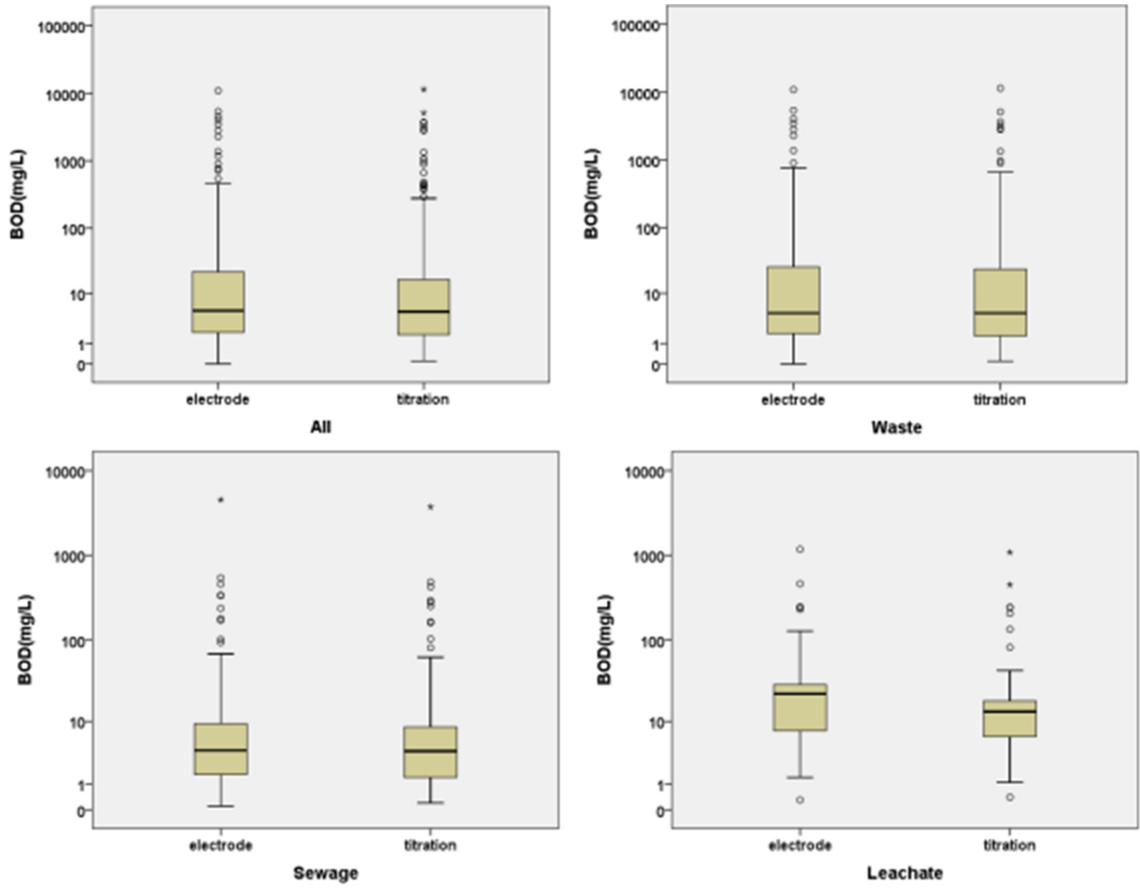 100000
10000
1000
100
10
1
0
BOD(mg/L)
electrode
titration
All
100000
10000
1000
100
10
1
0
BOD(mg/L)
electrode
titration
Waste
10000
1000
100
10
1
0
BOD(mg/L)
electrode
titration
Sewage
10000
1000
100
10
1
0
BOD(mg/L)
electrode
titration
Leachate